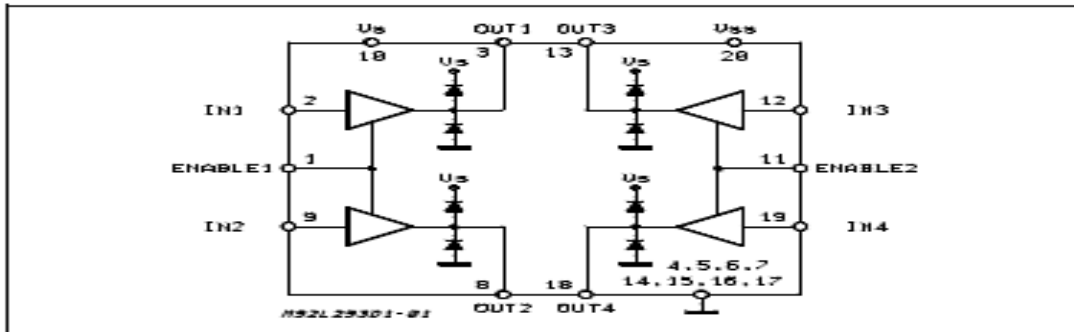 Vs OUT1 OUT3 Vss
10 3 13 20
Vs Vs
IN1 2 12 IN3
ENABLE1 1 11 ENABLE2
Vs Vs
IN2 9 19 IN4
4.5.6.7
8 18 14.15.16.17
OUT2 OUT4
M92L293D1-01